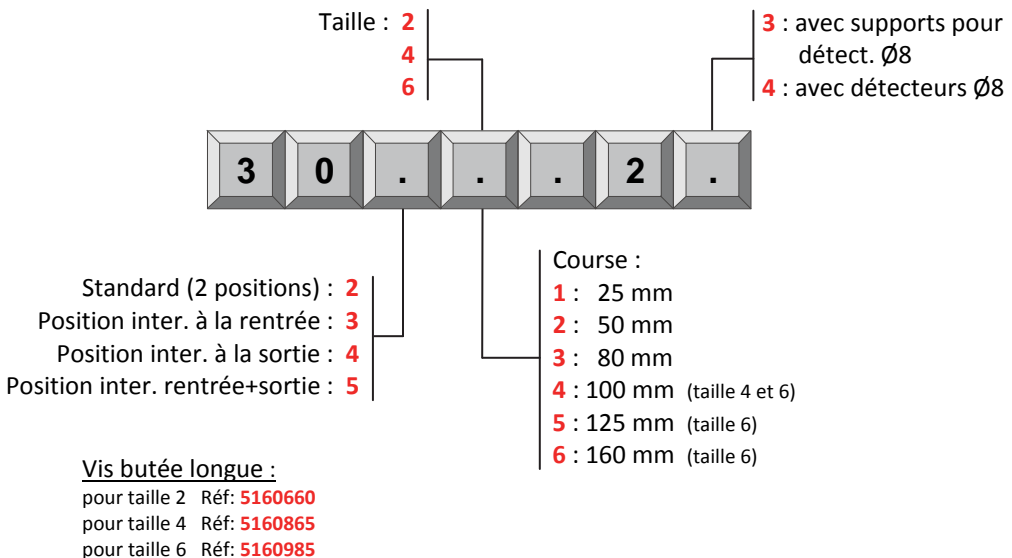 Taille : 2
4
6
3 : avec supports pour
détect. Ø8
4 : avec détecteurs Ø8
3 0 . . . 2 .
Standard (2 positions) : 2
Position inter. à la rentrée : 3
Position inter. à la sortie : 4
Position inter. rentrée+sortie : 5
Course :
1 : 25 mm
2 : 50 mm
3 : 80 mm
4 : 100 mm (taille 4 et 6)
5 : 125 mm (taille 6)
6 : 160 mm (taille 6)
Vis butée longue :
pour taille 2 Réf: 5160660
pour taille 4 Réf: 5160865
pour taille 6 Réf: 5160985